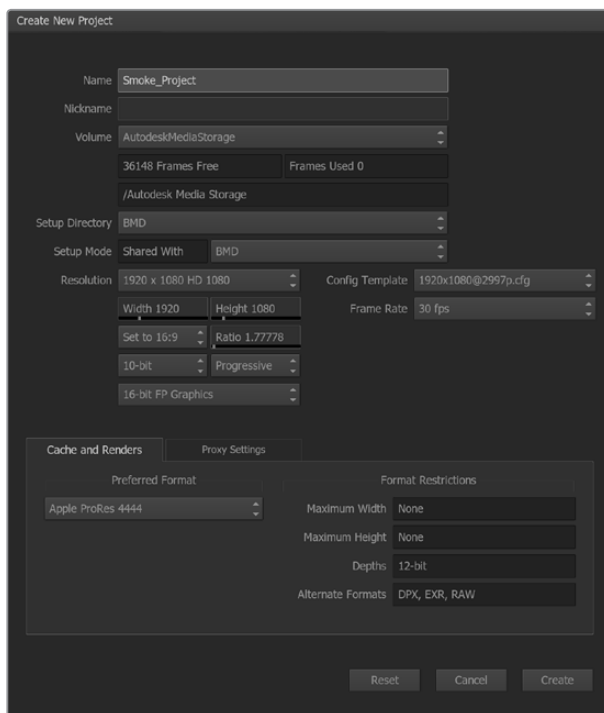 Create New Project
Name Smoke_Project
Nickname
Volume AutodeskMediaStorage
36148 Frames Free Frames Used 0
/Autodesk Media Storage
Setup Directory BMD
Setup Mode Shared With BMD
Resolution 1920 x 1080 HD 1080 Config Template 1920x1080@2997p.cfg
Width 1920 Height 1080 Frame Rate 30 fps
Set to 16:9 Ratio 1.77778
10-bit Progressive
16-bit FP Graphics
Cache and Renders Proxy Settings
Preferred Format Format Restrictions
Apple ProRes 4444 Maximum Width None
Maximum Height None
Depths 12-bit
Alternate Formats DPX, EXR, RAW
Reset Cancel Create